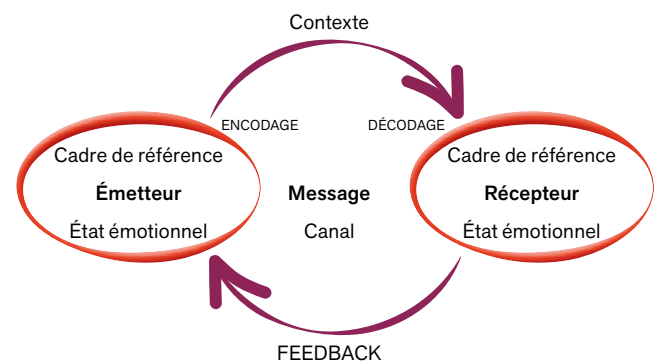 Contexte
ENCODAGE
DÉCODAGE
Cadre de référence
Émetteur
État émotionnel
Message
Canal
Cadre de référence
Récepteur
État émotionnel
FEEDBACK